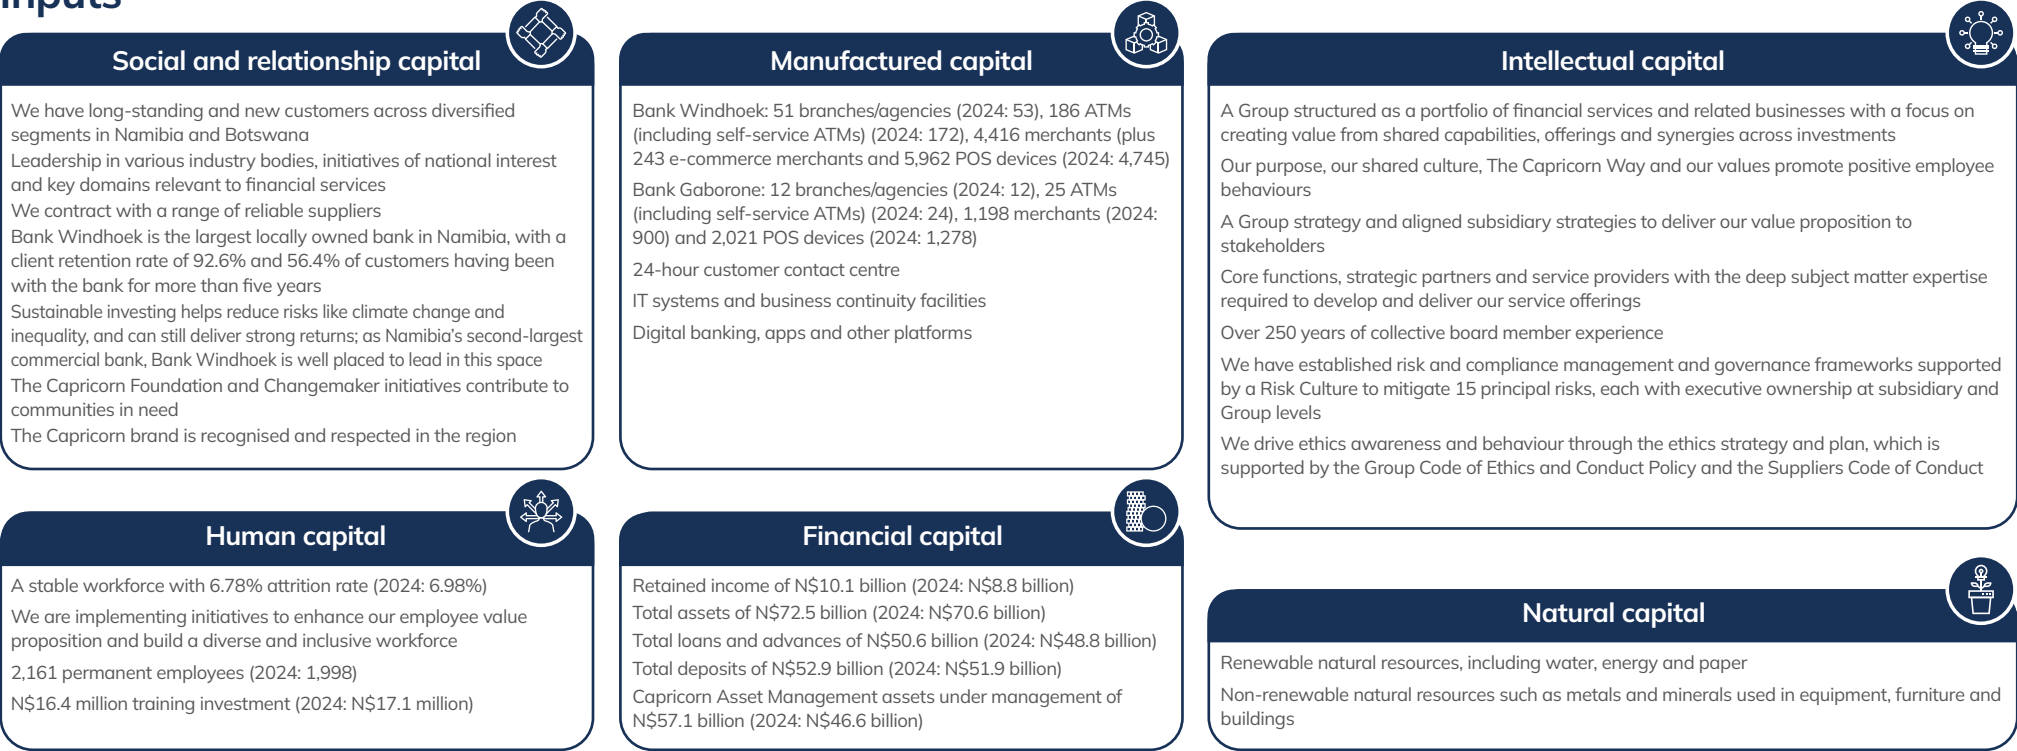 Inputs
Social and relationship capital
We have long-standing and new customers across diversified
segments in Namibia and Botswana
Leadership in various industry bodies, initiatives of national interest
and key domains relevant to financial services
We contract with a range of reliable suppliers
Bank Windhoek is the largest locally owned bank in Namibia, with a
client retention rate of 92.6% and 56.4% of customers having been
with the bank for more than five years
Sustainable investing helps reduce risks like climate change and
inequality, and can still deliver strong returns; as Namibia's second-largest
commercial bank, Bank Windhoek is well placed to lead in this space
The Capricorn Foundation and Changemaker initiatives contribute to
communities in need
The Capricorn brand is recognised and respected in the region
Manufactured capital
Bank Windhoek: 51 branches/agencies (2024: 53), 186 ATMs
(including self-service ATMs) (2024: 172), 4,416 merchants (plus
243 e-commerce merchants and 5,962 POS devices (2024: 4,745)
Bank Gaborone: 12 branches/agencies (2024: 12), 25 ATMs
(including self-service ATMs) (2024: 24), 1,198 merchants (2024:
900) and 2,021 POS devices (2024: 1,278)
24-hour customer contact centre
IT systems and business continuity facilities
Digital banking, apps and other platforms
Intellectual capital
A Group structured as a portfolio of financial services and related businesses with a focus on
creating value from shared capabilities, offerings and synergies across investments
Our purpose, our shared culture, The Capricorn Way and our values promote positive employee
behaviours
A Group strategy and aligned subsidiary strategies to deliver our value proposition to
stakeholders
Core functions, strategic partners and service providers with the deep subject matter expertise
required to develop and deliver our service offerings
Over 250 years of collective board member experience
We have established risk and compliance management and governance frameworks supported
by a Risk Culture to mitigate 15 principal risks, each with executive ownership at subsidiary and
Group levels
We drive ethics awareness and behaviour through the ethics strategy and plan, which is
supported by the Group Code of Ethics and Conduct Policy and the Suppliers Code of Conduct
Human capital
A stable workforce with 6.78% attrition rate (2024: 6.98%)
We are implementing initiatives to enhance our employee value
proposition and build a diverse and inclusive workforce
2,161 permanent employees (2024: 1,998)
N$16.4 million training investment (2024: N$17.1 million)
Financial capital
Retained income of N$10.1 billion (2024: N$8.8 billion)
Total assets of N$72.5 billion (2024: N$70.6 billion)
Total loans and advances of N$50.6 billion (2024: N$48.8 billion)
Total deposits of N$52.9 billion (2024: N$51.9 billion)
Capricorn Asset Management assets under management of
N$57.1 billion (2024: N$46.6 billion)
Natural capital
Renewable natural resources, including water, energy and paper
Non-renewable natural resources such as metals and minerals used in equipment, furniture and
buildings